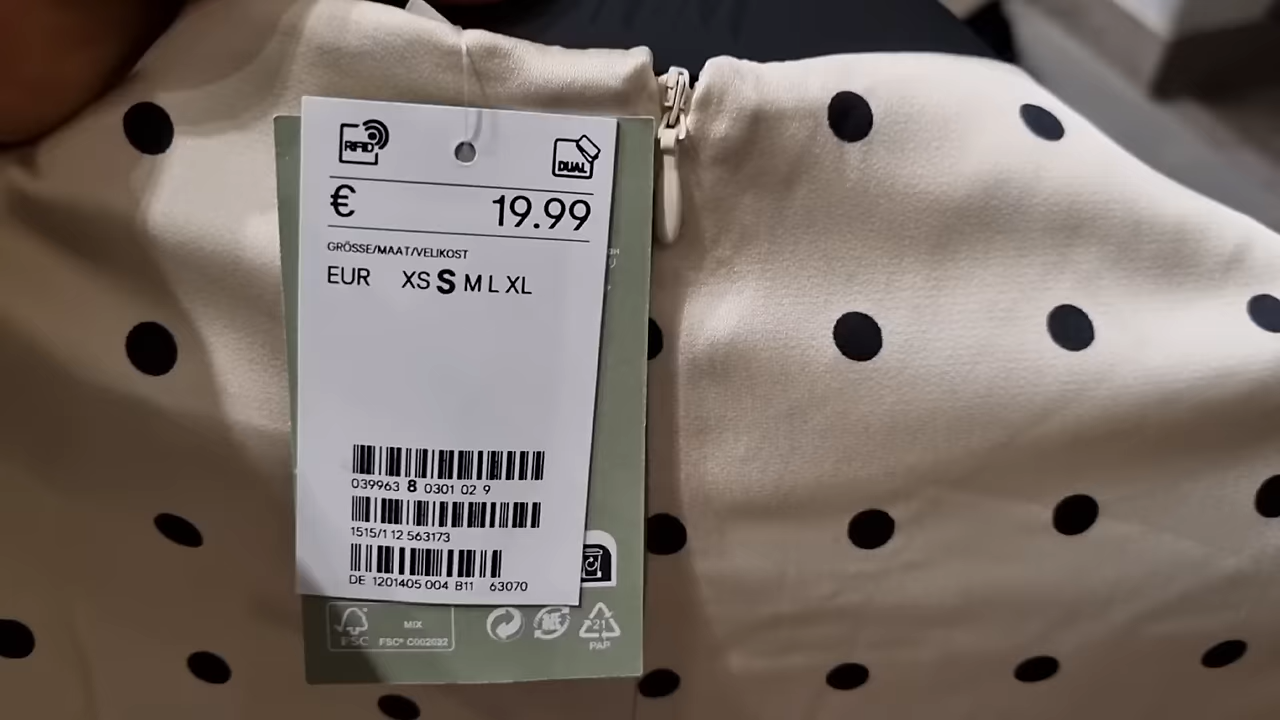 RFID
DUAL
€ 19.99
GRÖSSE/MAAT/VELIKOST
EUR XS S M L XL
039963 8 0301 02 9
1515/1 12 563173
DE 1201405 004 B11 63070
FSC
MIX
FSC® C002022
21
PAP